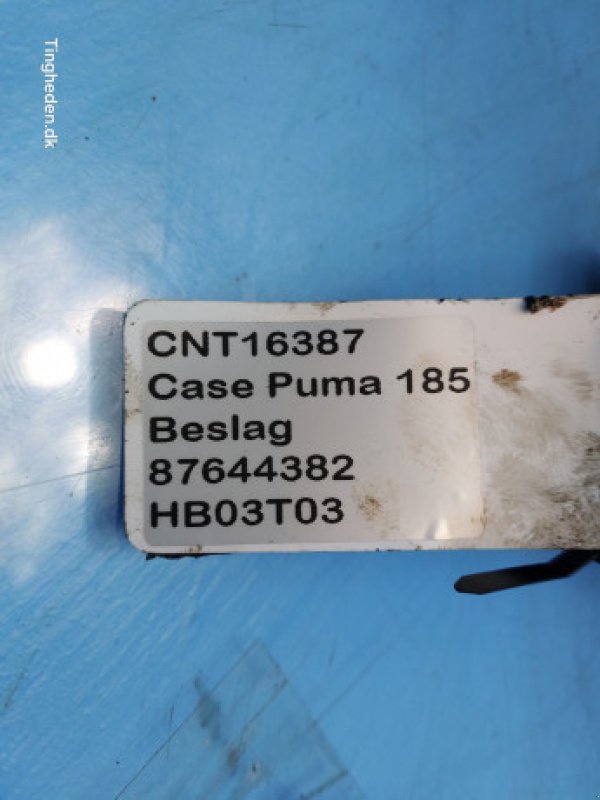 Tingheden.dk
CNT16387
Case Puma 185
Beslag
87644382
HB03T03